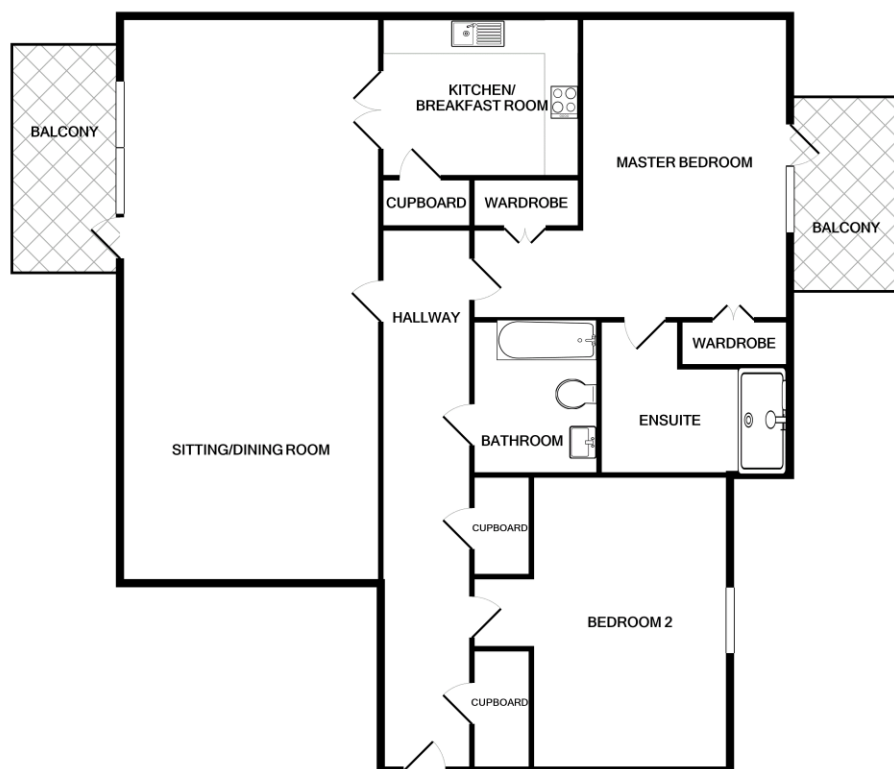 KITCHEN/
BREAKFAST ROOM
BALCONY
MASTER BEDROOM
CUPBOARD
WARDROBE
BALCONY
HALLWAY
WARDROBE
ENSUITE
BATHROOM
SITTING/DINING ROOM
CUPBOARD
BEDROOM 2
CUPBOARD